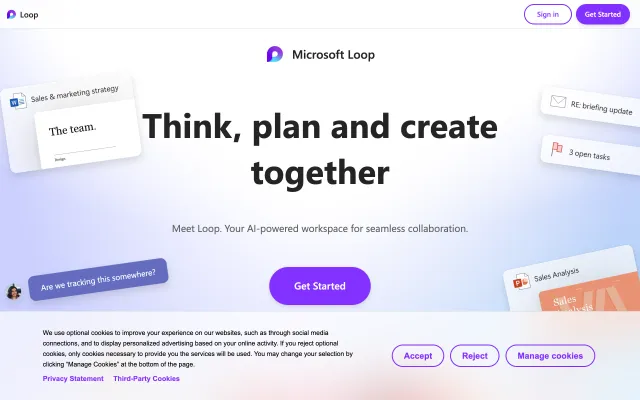 Loop
Sign in
Get Started
Microsoft Loop
Sales & marketing strategy
The team.
RE: briefing update
3 open tasks
Think, plan and create
together
Meet Loop. Your AI-powered workspace for seamless collaboration.
Are we tracking this somewhere?
Get Started
Sales Analysis
Sales
We use optional cookies to improve your experience on our websites, such as through social media
connections, and to display personalized advertising based on your online activity. If you reject optional
cookies, only cookies necessary to provide you the services will be used. You may change your selection by
clicking "Manage Cookies" at the bottom of the page.
Privacy Statement Third-Party Cookies
Accept
Reject
Manage cookies